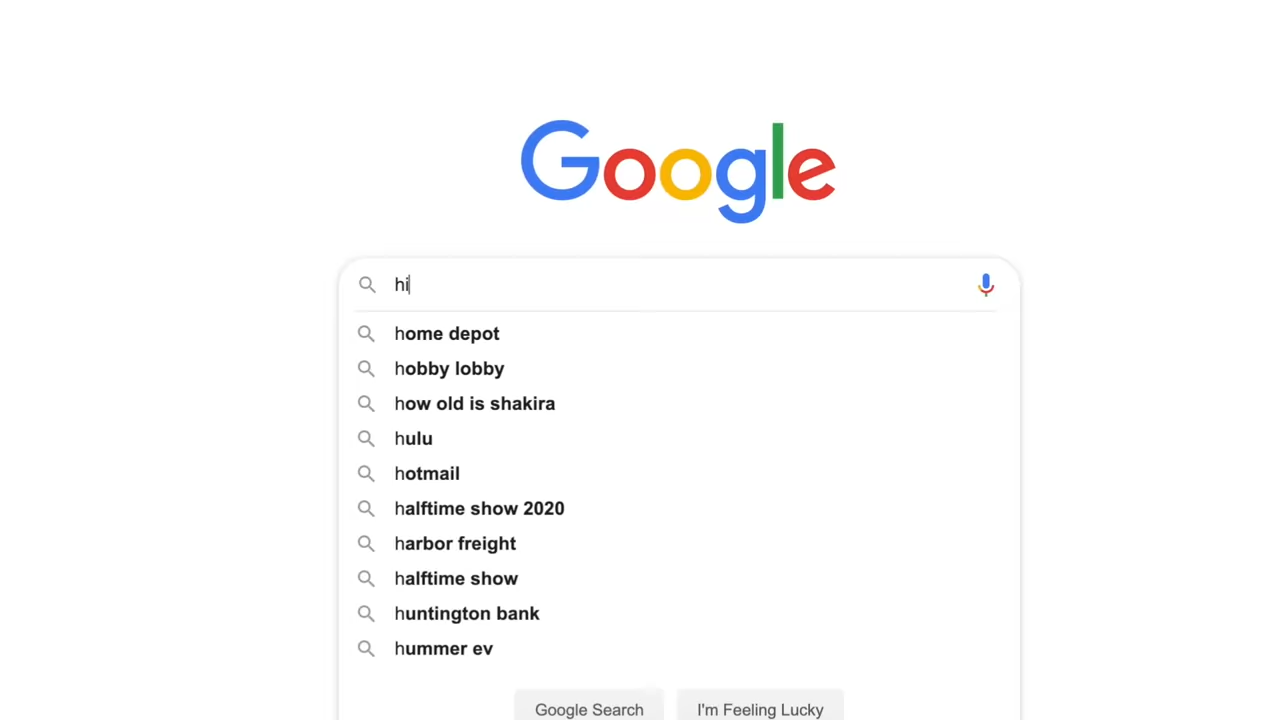 Google
hi
home depot
hobby lobby
how old is shakira
hulu
hotmail
halftime show 2020
harbor freight
halftime show
huntington bank
hummer ev
Google Search
I'm Feeling Lucky